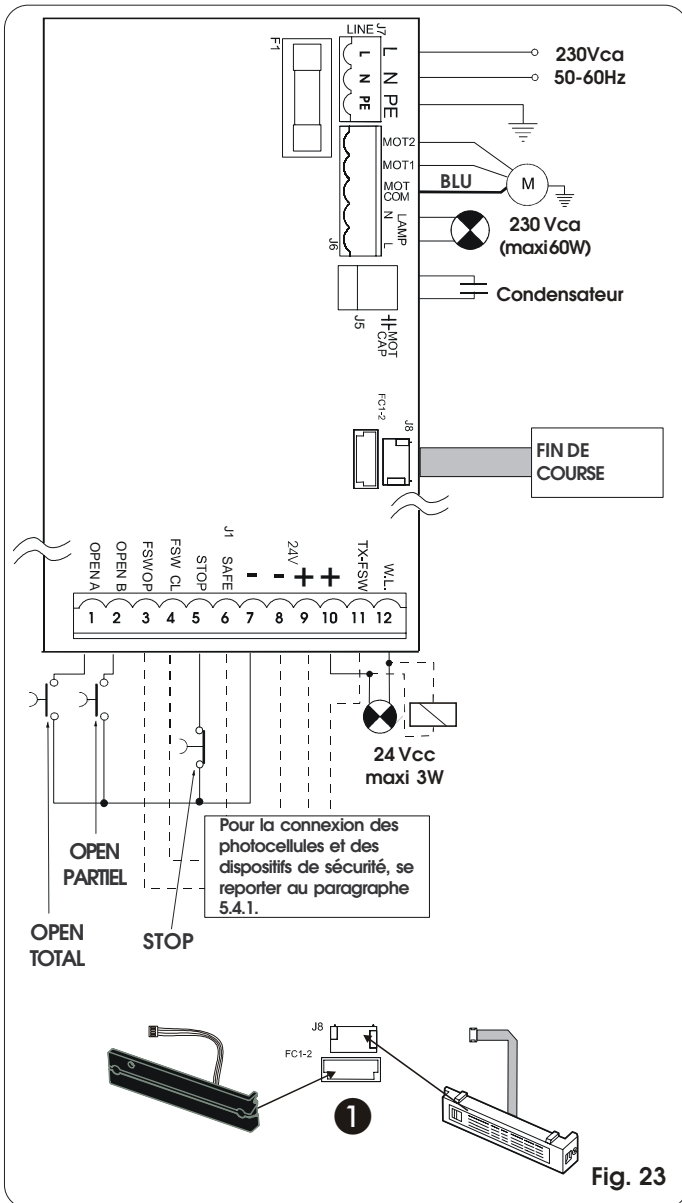 LINE
J7
F1
L
N
PE
L
N
PE
230Vca
50-60Hz
MOT2
MOT1
MOT
COM
BLU
M
N
L
LAMP
J6
230 Vca
(maxi60W)
Condensateur
J5
MOT
CAP
FC1-2
J8
FIN DE
COURSE
OPEN A
OPEN B
FSW OP
FSW CL
STOP
J1
SAFE
-
-
24V
+
+
TX-FSW
W.L.
1 2 3 4 5 6 7 8 9 10 11 12
24 Vcc
maxi 3W
OPEN
PARTIEL
OPEN
TOTAL
STOP
Pour la connexion des
photocellules et des
dispositifs de sécurité, se
reporter au paragraphe
5.4.1.
J8
FC1-2
1
Fig. 23